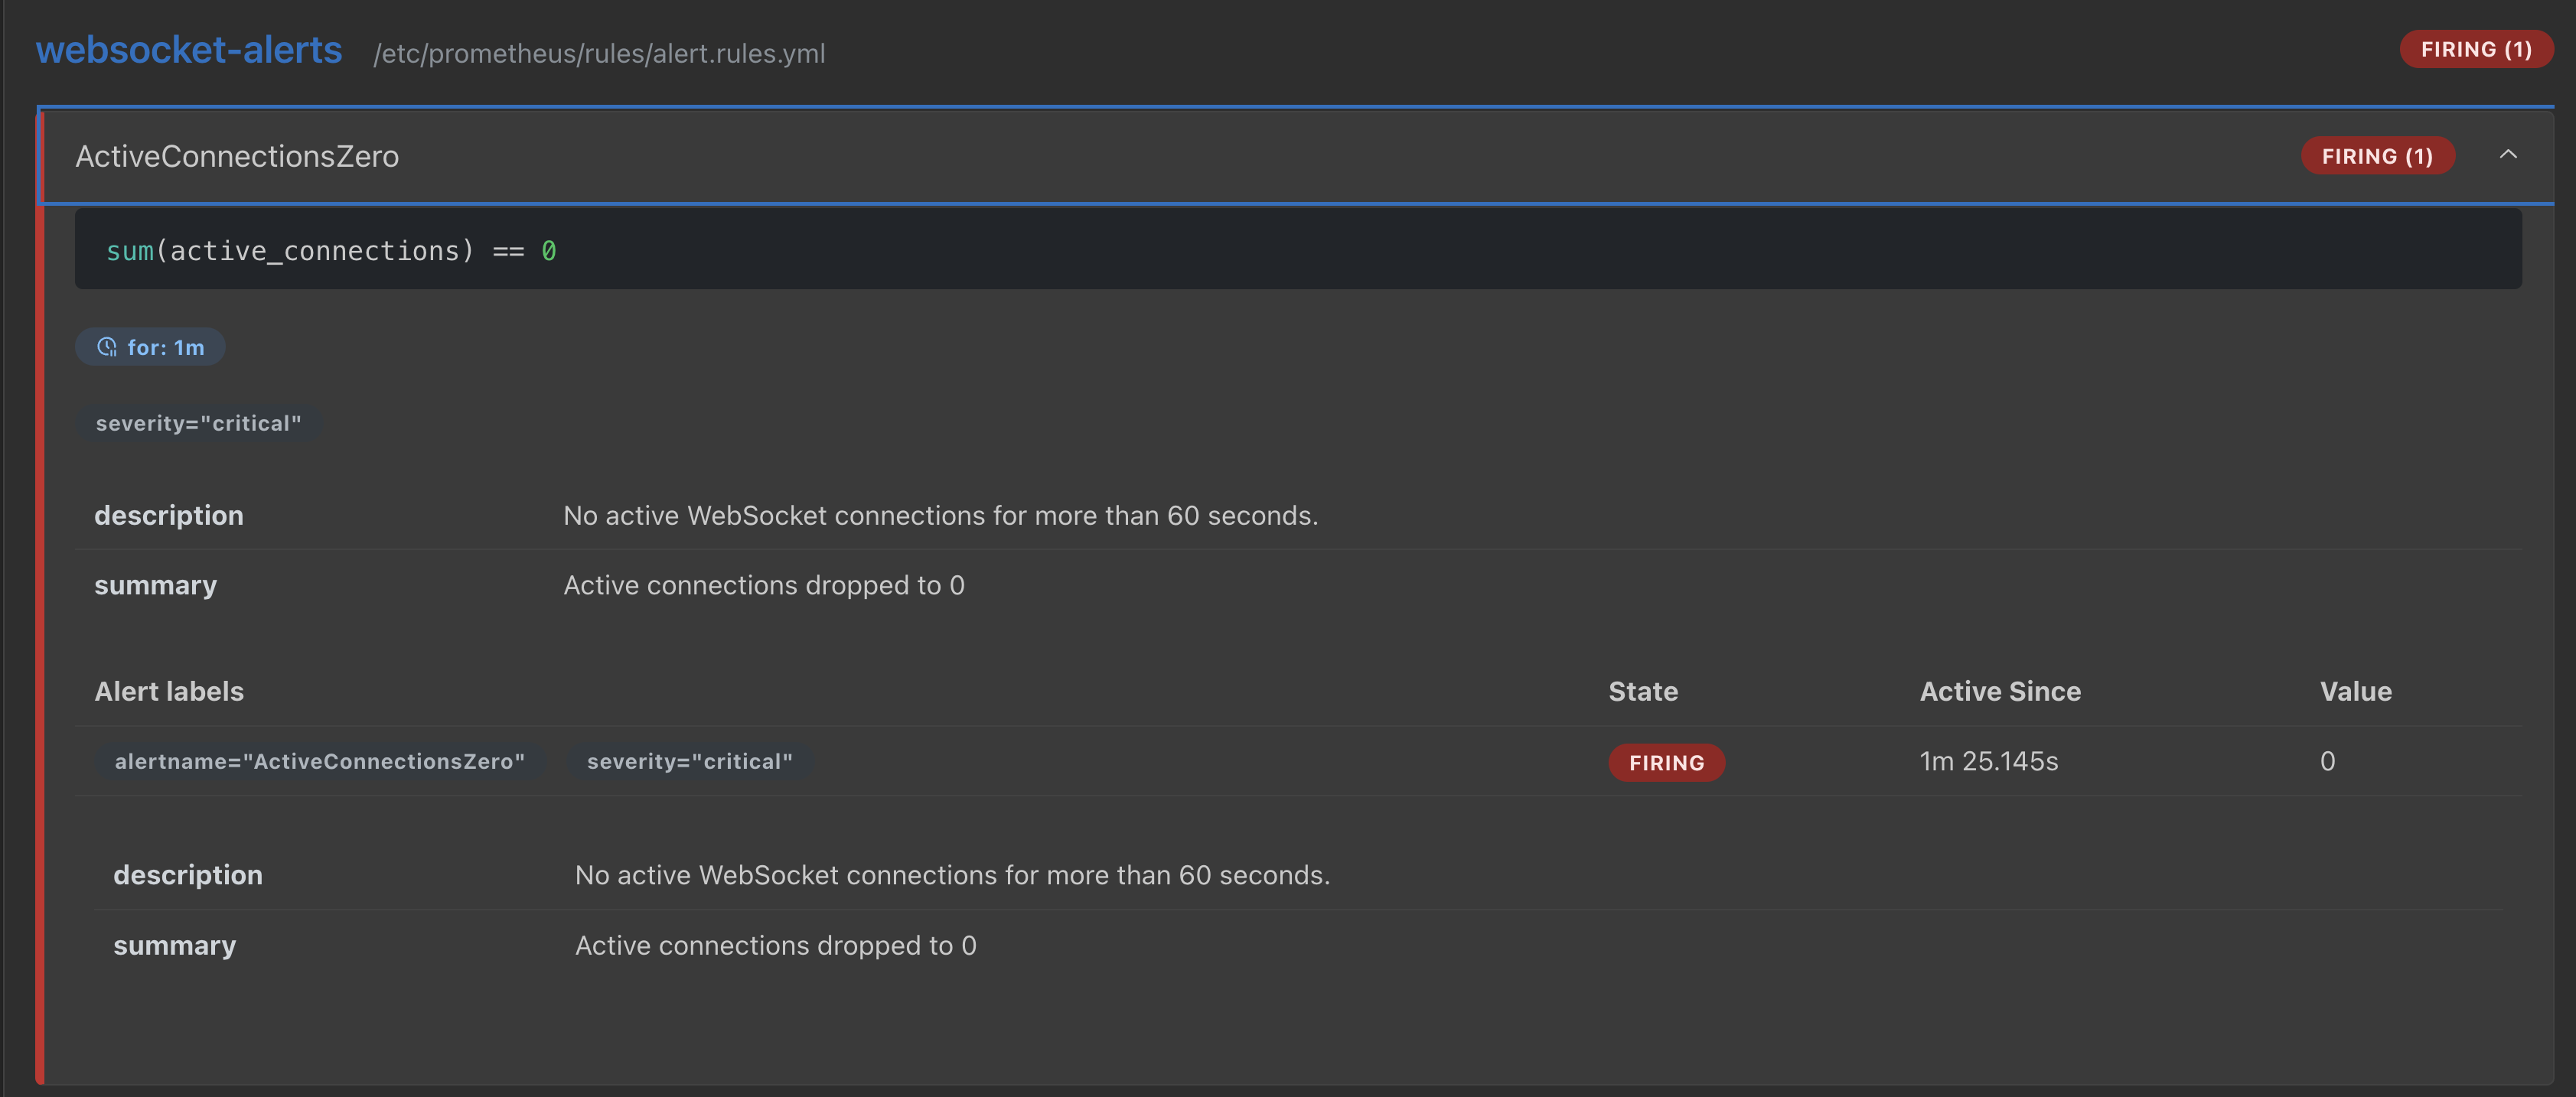 websocket-alerts /etc/prometheus/rules/alert.rules.yml FIRING (1)
ActiveConnectionsZero FIRING (1)
sum(active_connections) == 0
for: 1m
severity="critical"
description No active WebSocket connections for more than 60 seconds.
summary Active connections dropped to 0
Alert labels State Active Since Value
alertname="ActiveConnectionsZero" severity="critical" FIRING 1m 25.145s 0
description No active WebSocket connections for more than 60 seconds.
summary Active connections dropped to 0